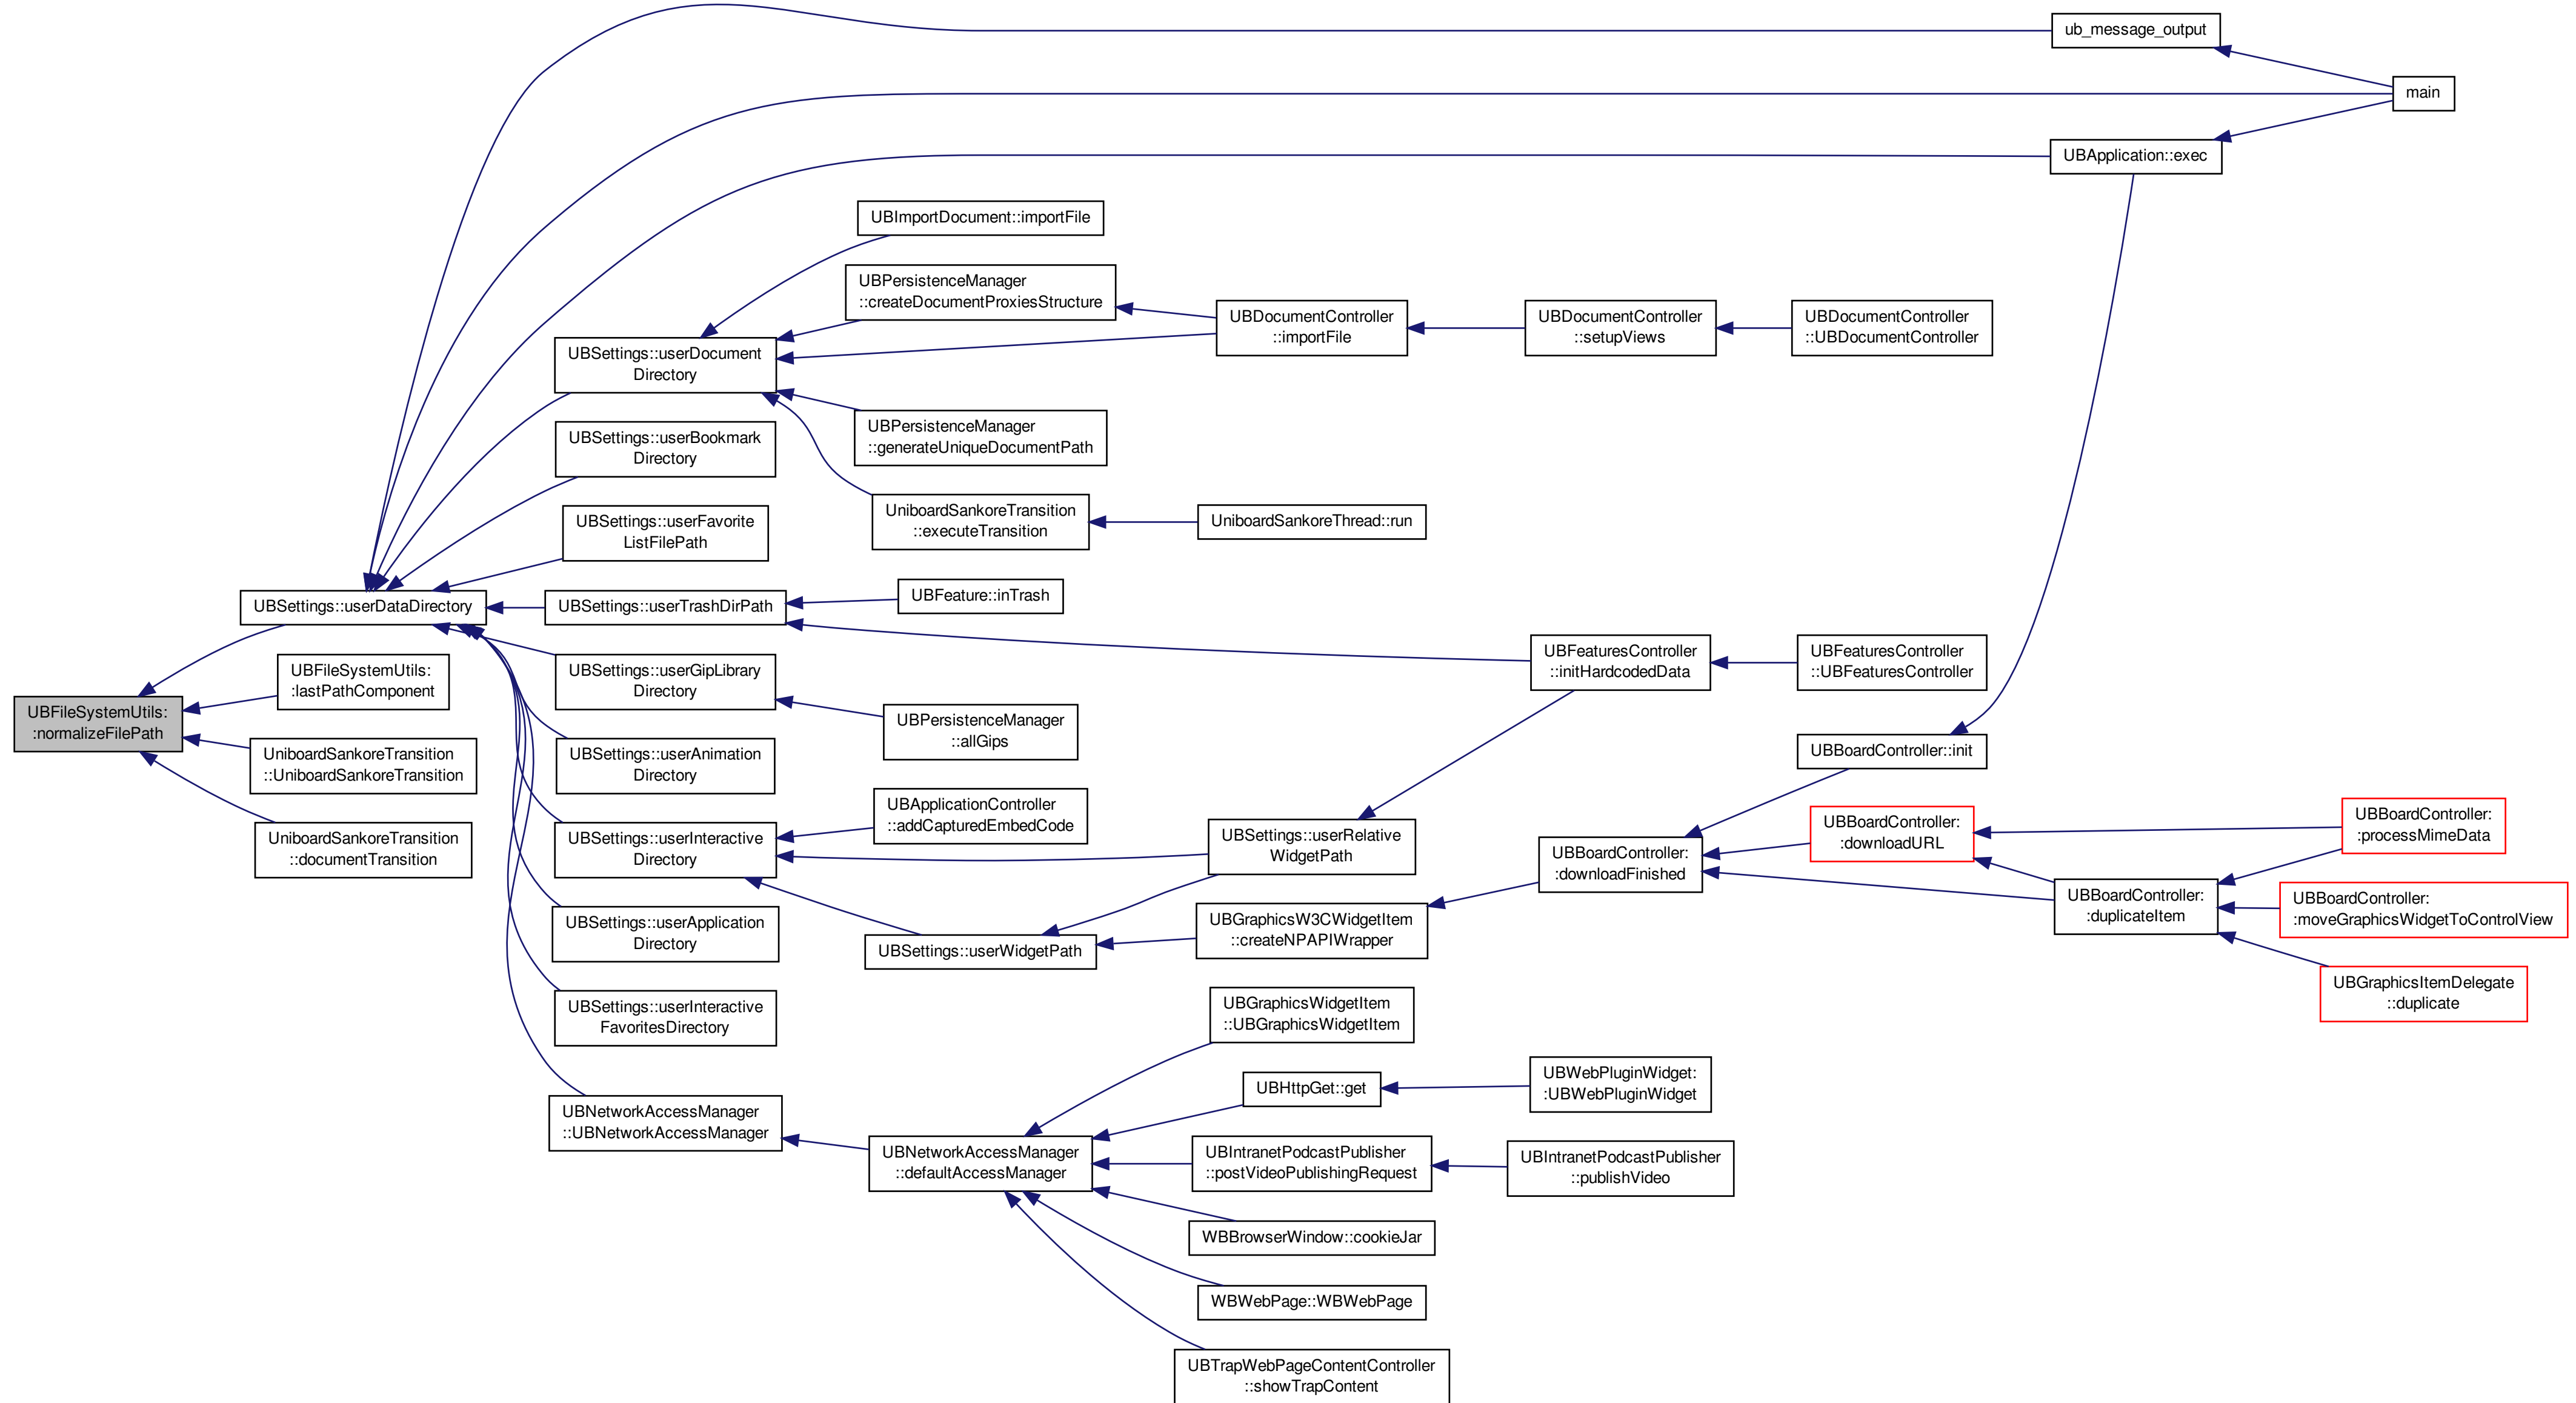 ub_message_output
main
UBApplication::exec
UBImportDocument::importFile
UBPersistenceManager
::createDocumentProxiesStructure
UBDocumentController
::importFile
UBDocumentController
::setupViews
UBDocumentController
::UBDocumentController
UBSettings::userDocument
Directory
UBPersistenceManager
::generateUniqueDocumentPath
UBSettings::userBookmark
Directory
UniboardSankoreTransition
::executeTransition
UniboardSankoreThread::run
UBSettings::userFavorite
ListFilePath
UBSettings::userDataDirectory
UBSettings::userTrashDirPath
UBFeature::inTrash
UBFileSystemUtils:
:lastPathComponent
UBSettings::userGipLibrary
Directory
UBFeaturesController
::initHardcodedData
UBFeaturesController
::UBFeaturesController
UBFileSystemUtils:
:normalizeFilePath
UBPersistenceManager
::allGips
UniboardSankoreTransition
::UniboardSankoreTransition
UBSettings::userAnimation
Directory
UBBoardController::init
UniboardSankoreTransition
::documentTransition
UBSettings::userInteractive
Directory
UBApplicationController
::addCapturedEmbedCode
UBSettings::userRelative
WidgetPath
UBBoardController:
:downloadFinished
UBBoardController:
:downloadURL
UBBoardController:
:processMimeData
UBSettings::userApplication
Directory
UBSettings::userWidgetPath
UBGraphicsW3CWidgetItem
::createNPAPIWrapper
UBBoardController:
:duplicateItem
UBBoardController:
:moveGraphicsWidgetToControlView
UBGraphicsItemDelegate
::duplicate
UBSettings::userInteractive
FavoritesDirectory
UBGraphicsWidgetItem
::UBGraphicsWidgetItem
UBHttpGet::get
UBWebPluginWidget:
:UBWebPluginWidget
UBNetworkAccessManager
::UBNetworkAccessManager
UBNetworkAccessManager
::defaultAccessManager
UBIntranetPodcastPublisher
::postVideoPublishingRequest
UBIntranetPodcastPublisher
::publishVideo
WBBrowserWindow::cookieJar
WBWebPage::WBWebPage
UBTrapWebPageContentController
::showTrapContent